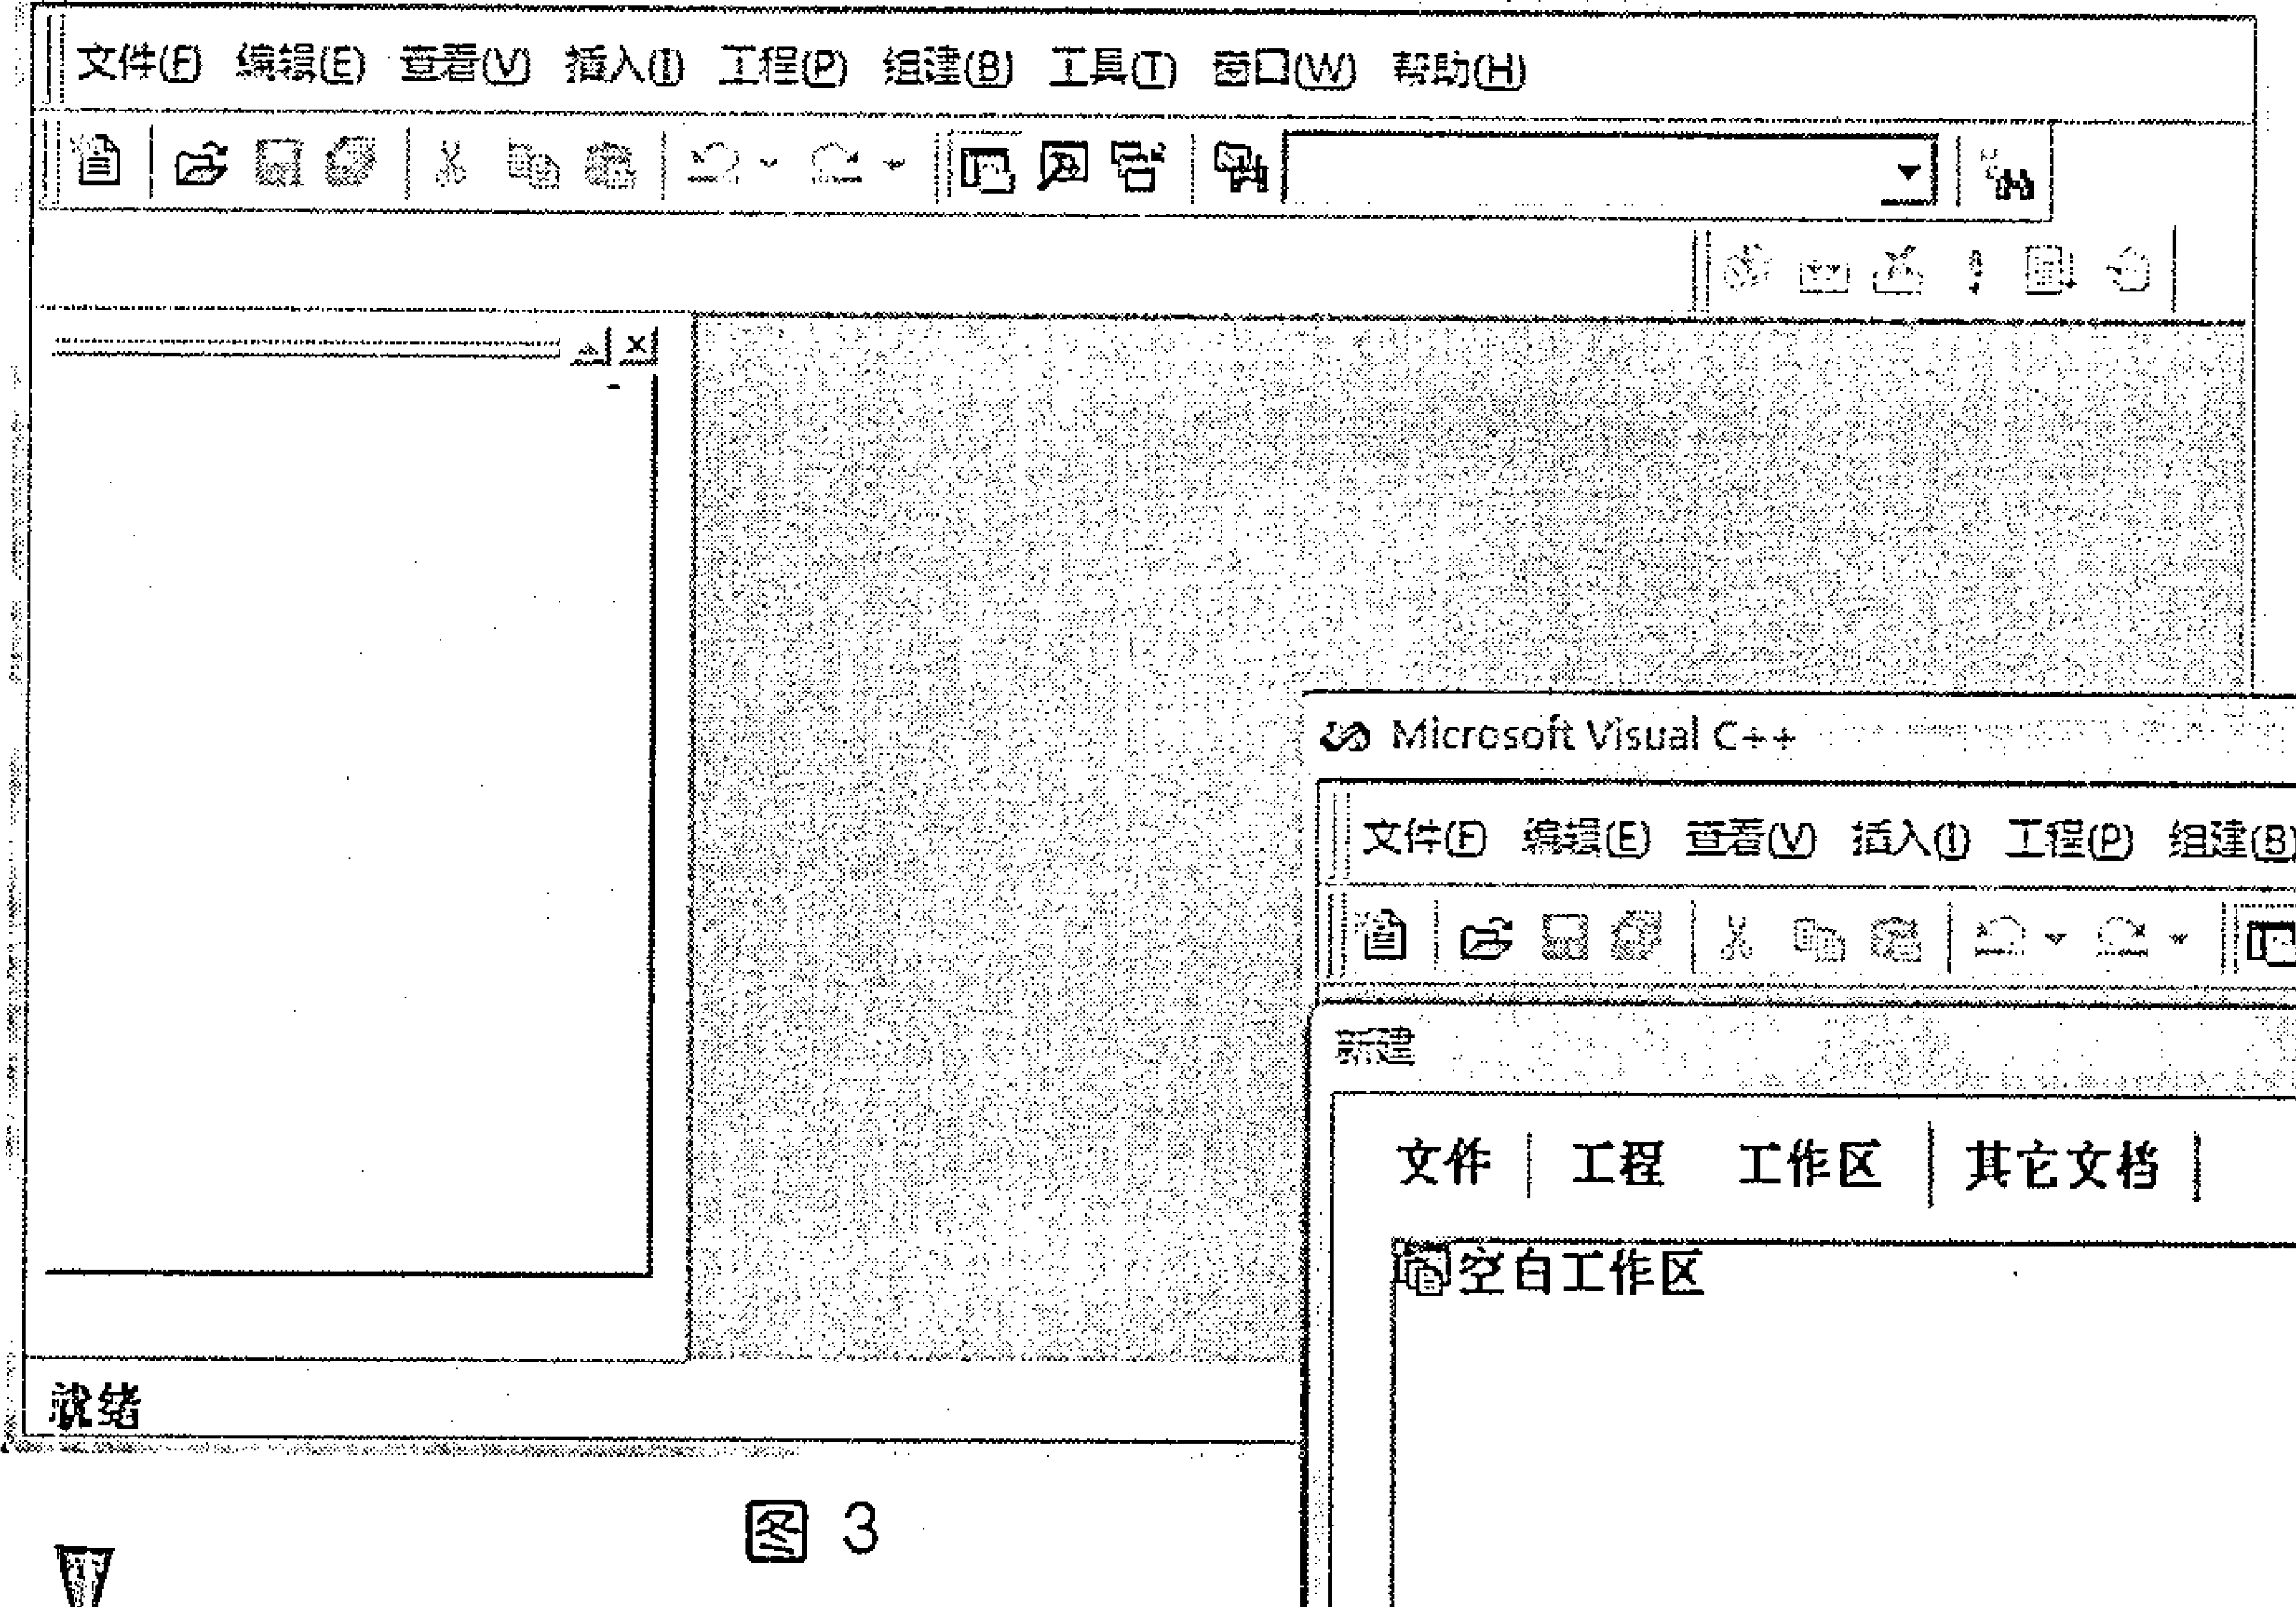 文件(F) 编辑(E) 查看(V) 插入(I) 工程(P) 组建(B) 工具(T) 窗口(W) 帮助(H)
Microsoft Visual C++
文件(F) 编辑(E) 查看(V) 插入(I) 工程(P) 组建(B)
新建
文件 工程 工作区 其它文档
空白工作区
就绪
图 3